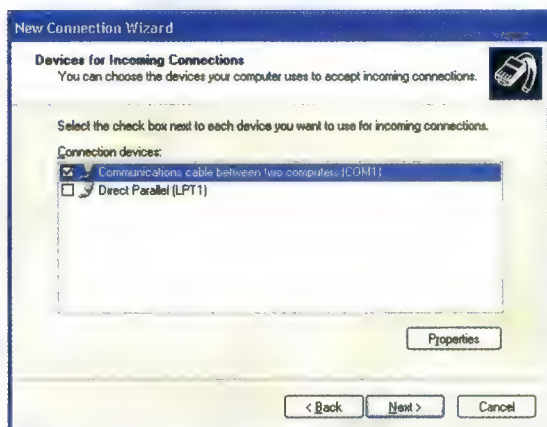 New Connection Wizard
Devices for Incoming Connections
You can choose the devices your computer uses to accept incoming connections.
Select the check box next to each device you want to use for incoming connections.
Connection devices:
Communications cable between two computers (COM1)
Direct Parallel (LPT1)
Properties
< Back
Next >
Cancel